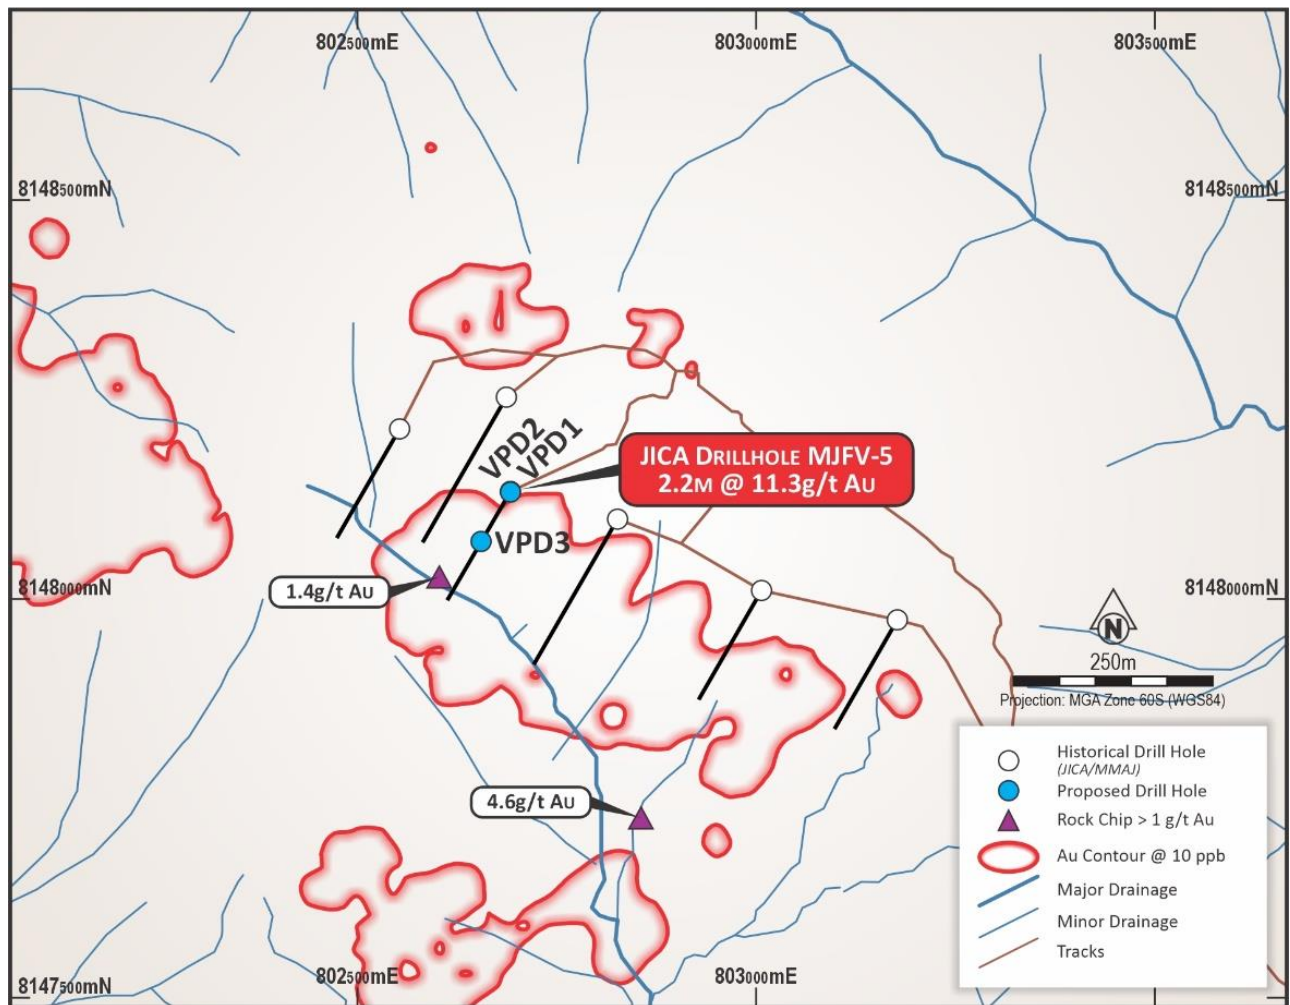 802500mE
803000mE
803500mE
8148500mN
8148500mN
VPD2
VPD1
JICA DRILLHOLE MJFV-5
2.2M @ 11.3g/t AU
VPD3
1.4g/t AU
8148000mN
8148000mN
N
250m
Projection: MGA Zone 60S (WGS84)
4.6g/t AU
Historical Drill Hole
(JICA/MMAJ)
Proposed Drill Hole
Rock Chip > 1 g/t Au
Au Contour @ 10 ppb
Major Drainage
Minor Drainage
Tracks
802500mE
803000mE
8147500mN